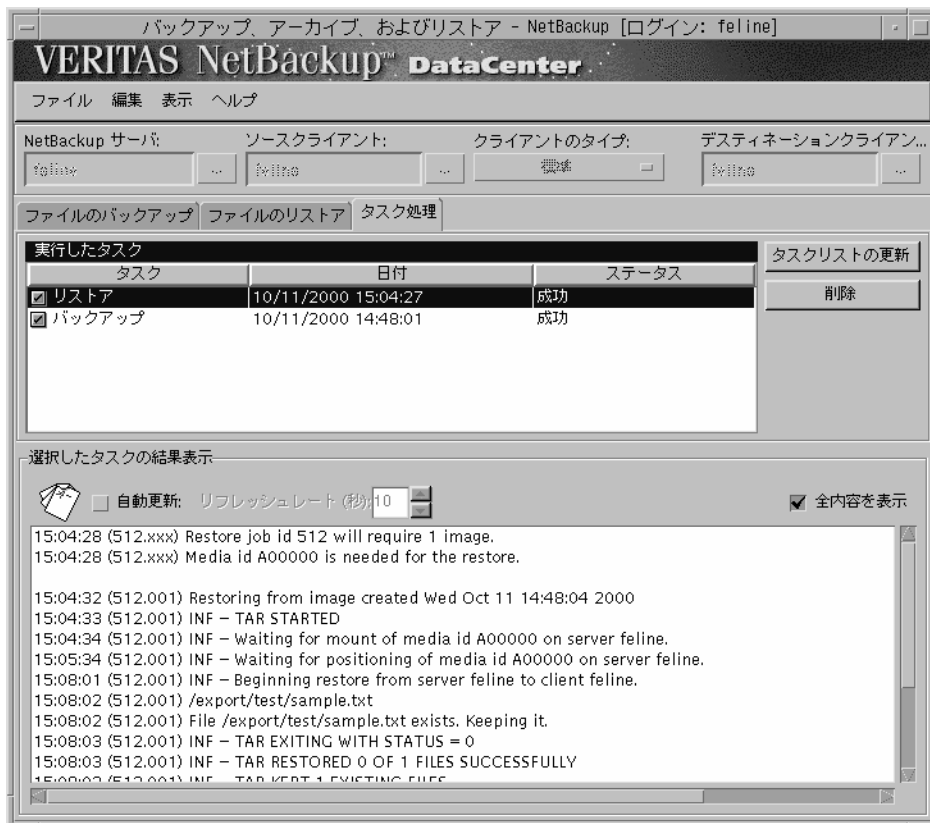 バックアップ、アーカイブ、およびリストア - NetBackup [ログイン: feline]
VERITAS NetBackup™ DataCenter
ファイル 編集 表示 ヘルプ
NetBackup サーバ: ソースクライアント: クライアントのタイプ: デスティネーションクライアン...
feline ... feline ... 標準 feline ...
ファイルのバックアップ ファイルのリストア タスク処理
実行したタスク
タスクリストの更新
タスク 日付 ステータス
リストア 10/11/2000 15:04:27 成功
削除
バックアップ 10/11/2000 14:48:01 成功
選択したタスクの結果表示
自動更新: リフレッシュレート (秒): 10 全内容を表示
15:04:28 (512.xxx) Restore job id 512 will require 1 image.
15:04:28 (512.xxx) Media id A00000 is needed for the restore.
15:04:32 (512.001) Restoring from image created Wed Oct 11 14:48:04 2000
15:04:33 (512.001) INF – TAR STARTED
15:04:34 (512.001) INF – Waiting for mount of media id A00000 on server feline.
15:05:34 (512.001) INF – Waiting for positioning of media id A00000 on server feline.
15:08:01 (512.001) INF – Beginning restore from server feline to client feline.
15:08:02 (512.001) /export/test/sample.txt
15:08:02 (512.001) File /export/test/sample.txt exists. Keeping it.
15:08:03 (512.001) INF – TAR EXITING WITH STATUS = 0
15:08:03 (512.001) INF – TAR RESTORED 0 OF 1 FILES SUCCESSFULLY
15:08:03 (512.001) INF – TAR KEPT 1 EXISTING FILES